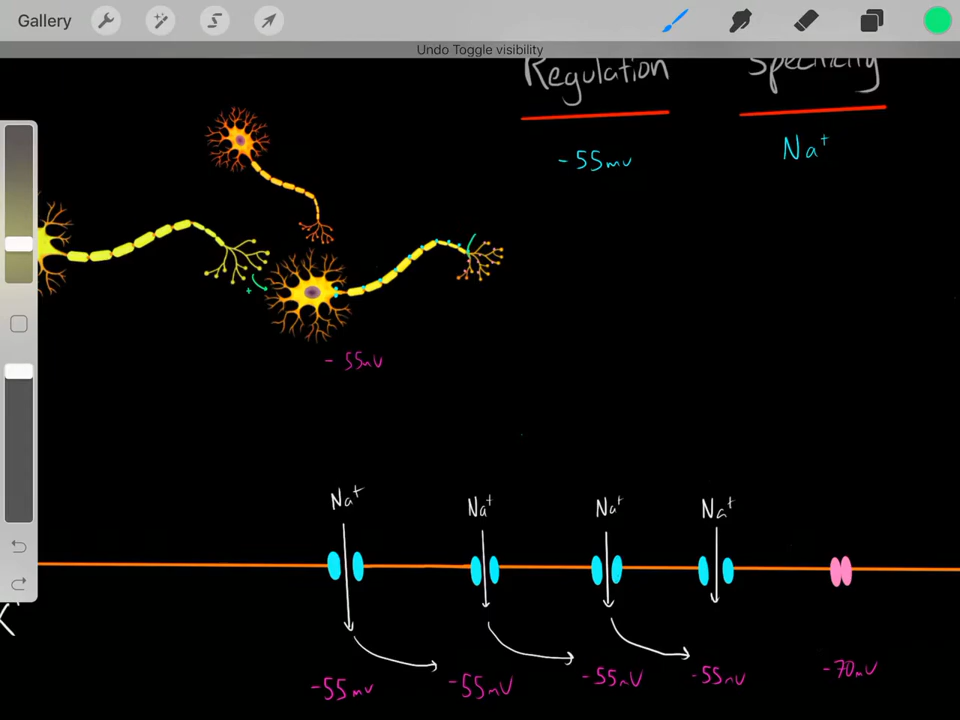 Gallery
Undo Toggle visibility
Regulation Specificity
-55mv Na+
+
- 55mV
Na+ Na+ Na+ Na+
-55mv -55mV -55mV -55mV -70mV